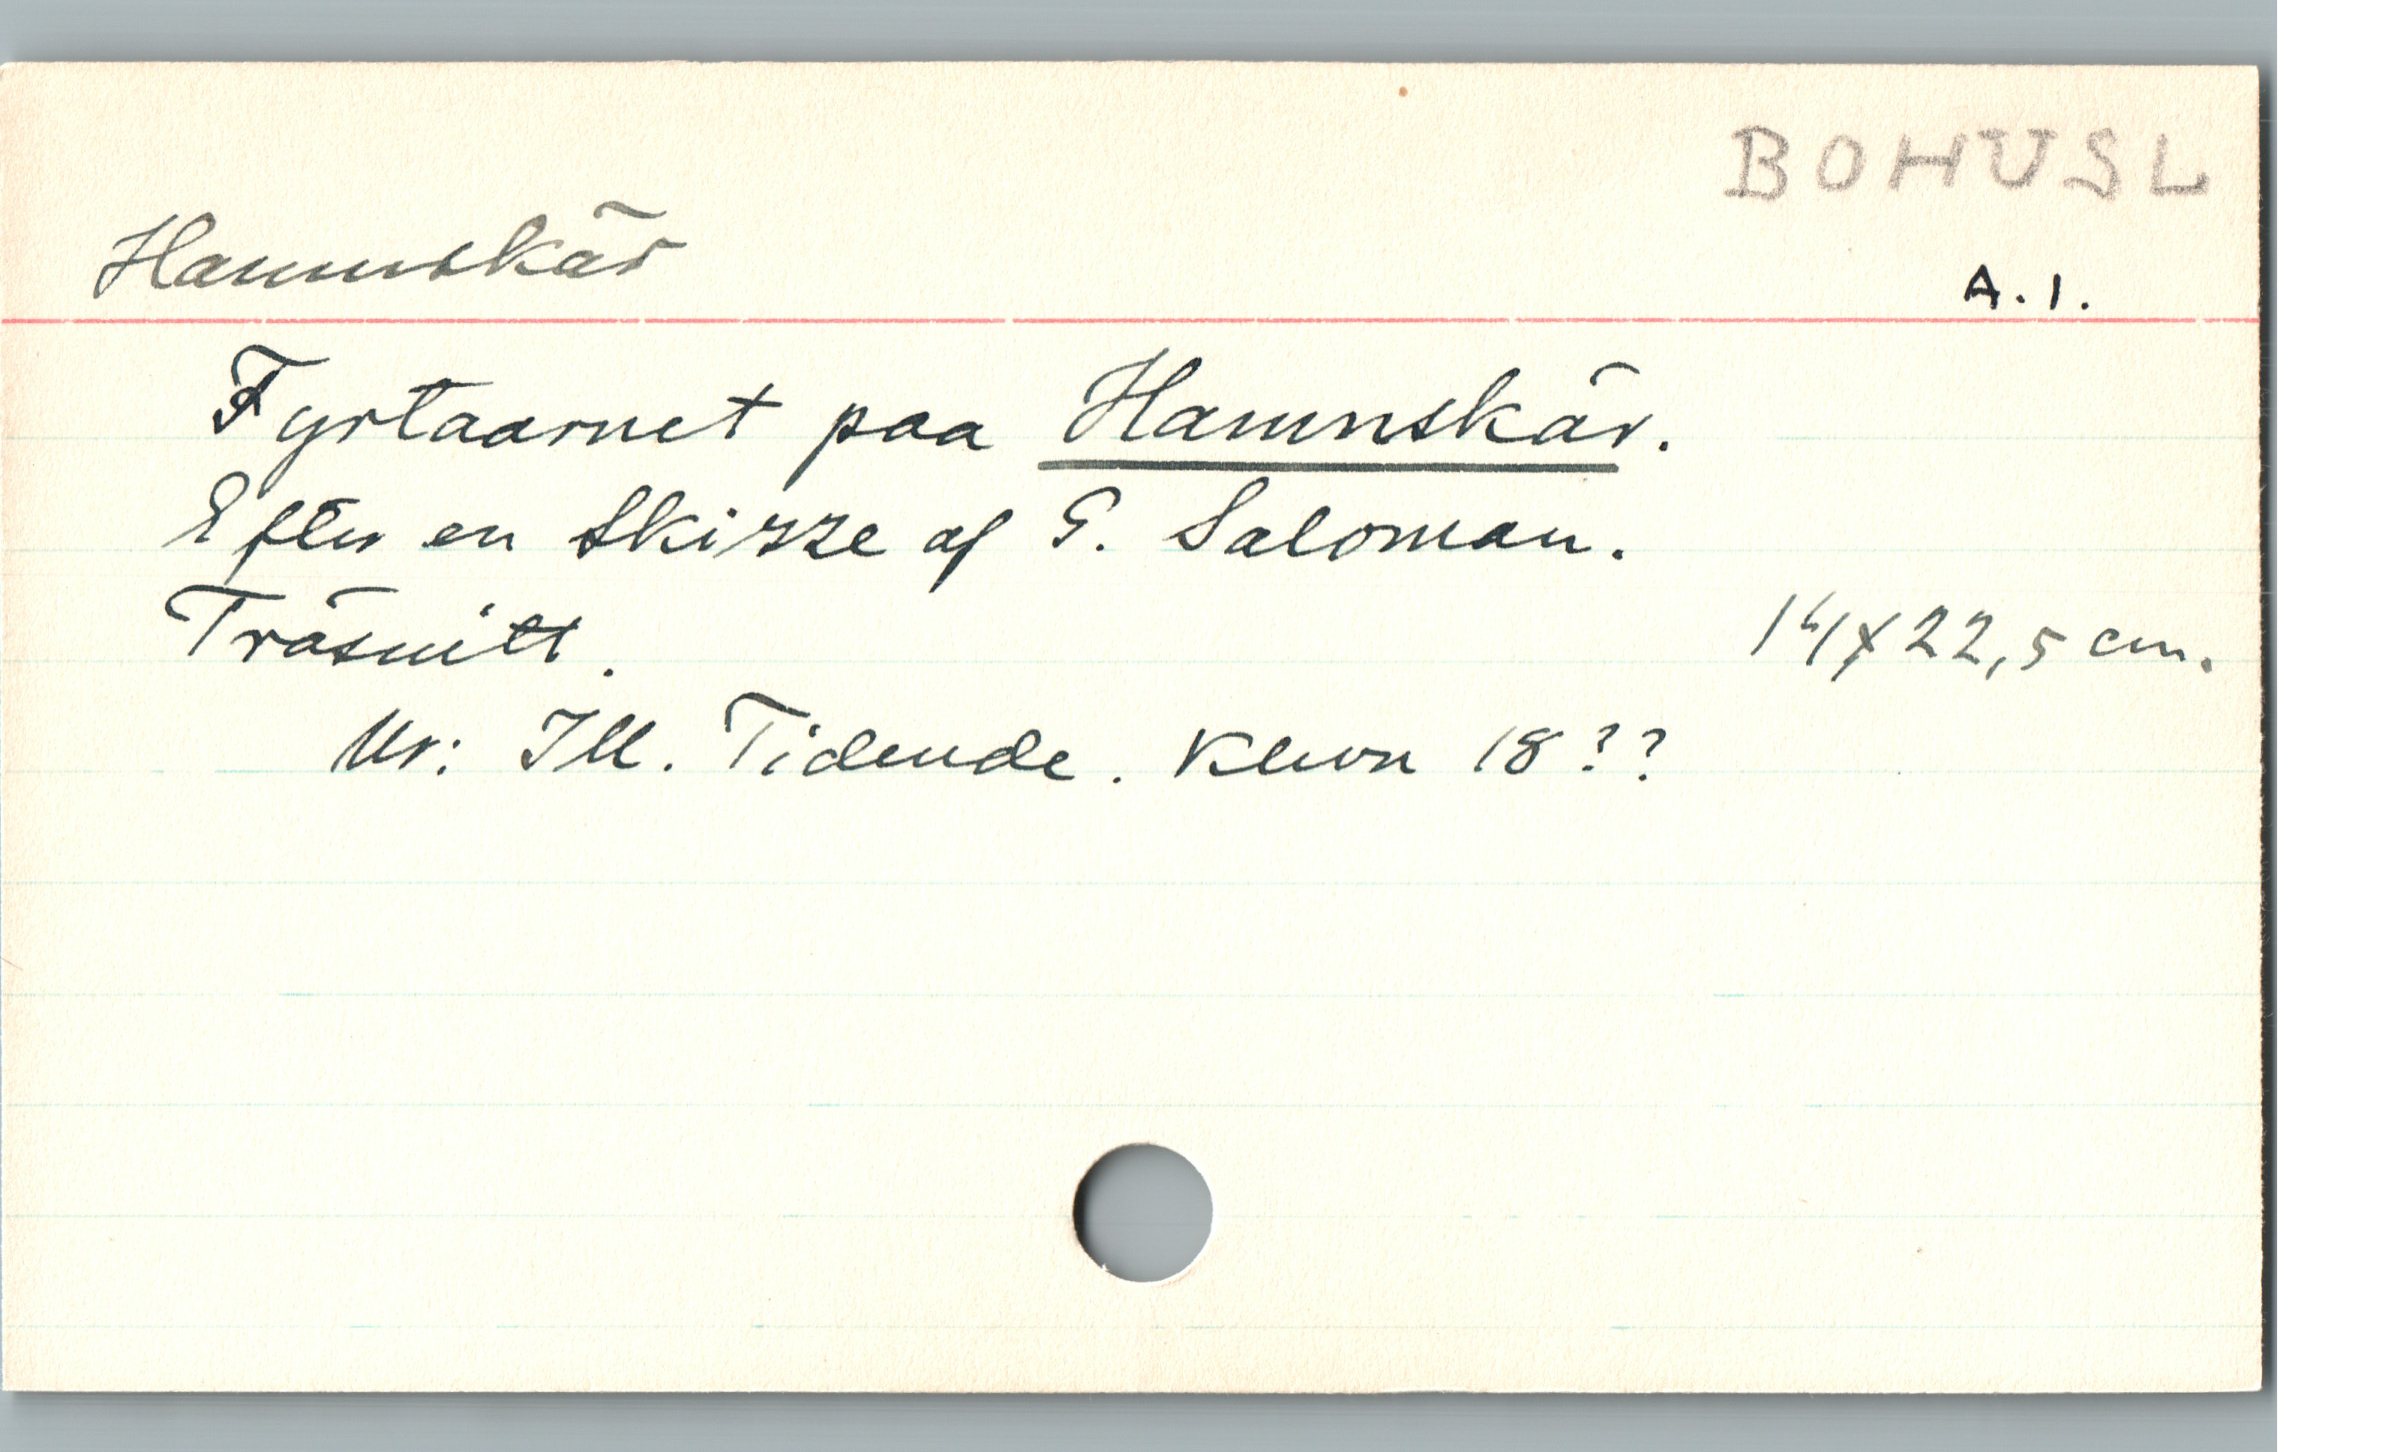 BOHUSL
Hamnskär
A.1.
Fyrtaarnet paa Hamnskär.
Efter en Skizze af G. Saloman.
Träsnitt. 14x22,5 cm.
Ur: Ill. Tidende. Khvn 18??